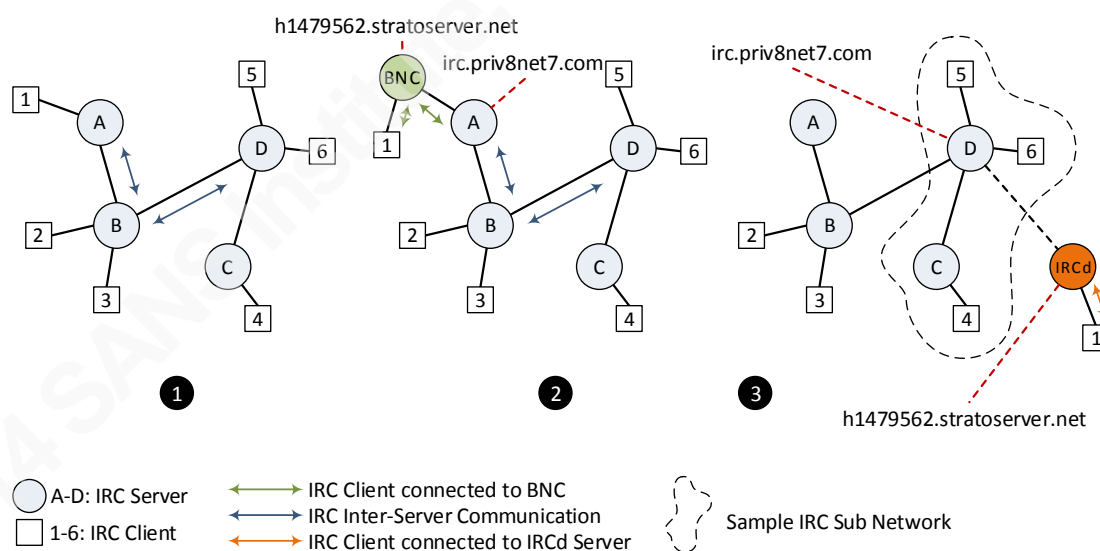 h1479562.stratoserver.net
irc.priv8net7.com
irc.priv8net7.com
1
A
5
D
6
B
2
3
C
4
1
BNC
1
A
5
D
6
B
2
3
C
4
2
A
5
D
6
B
2
3
C
4
IRCd
1
3
h1479562.stratoserver.net
A-D: IRC Server
1-6: IRC Client
IRC Client connected to BNC
IRC Inter-Server Communication
IRC Client connected to IRCd Server
Sample IRC Sub Network
4 SANS Institute,